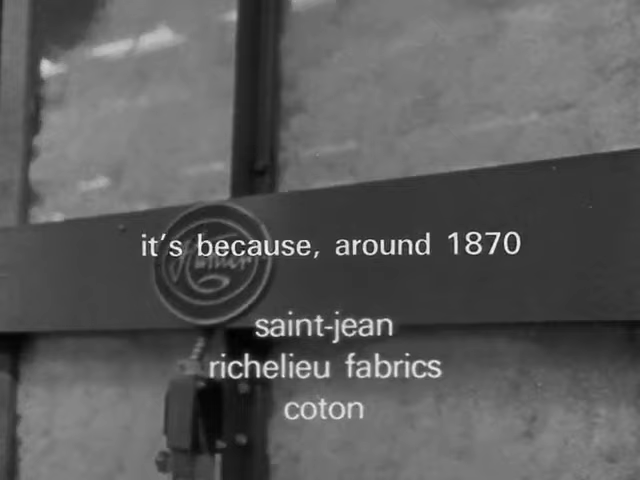 it's because, around 1870
saint-jean
richelieu fabrics
coton